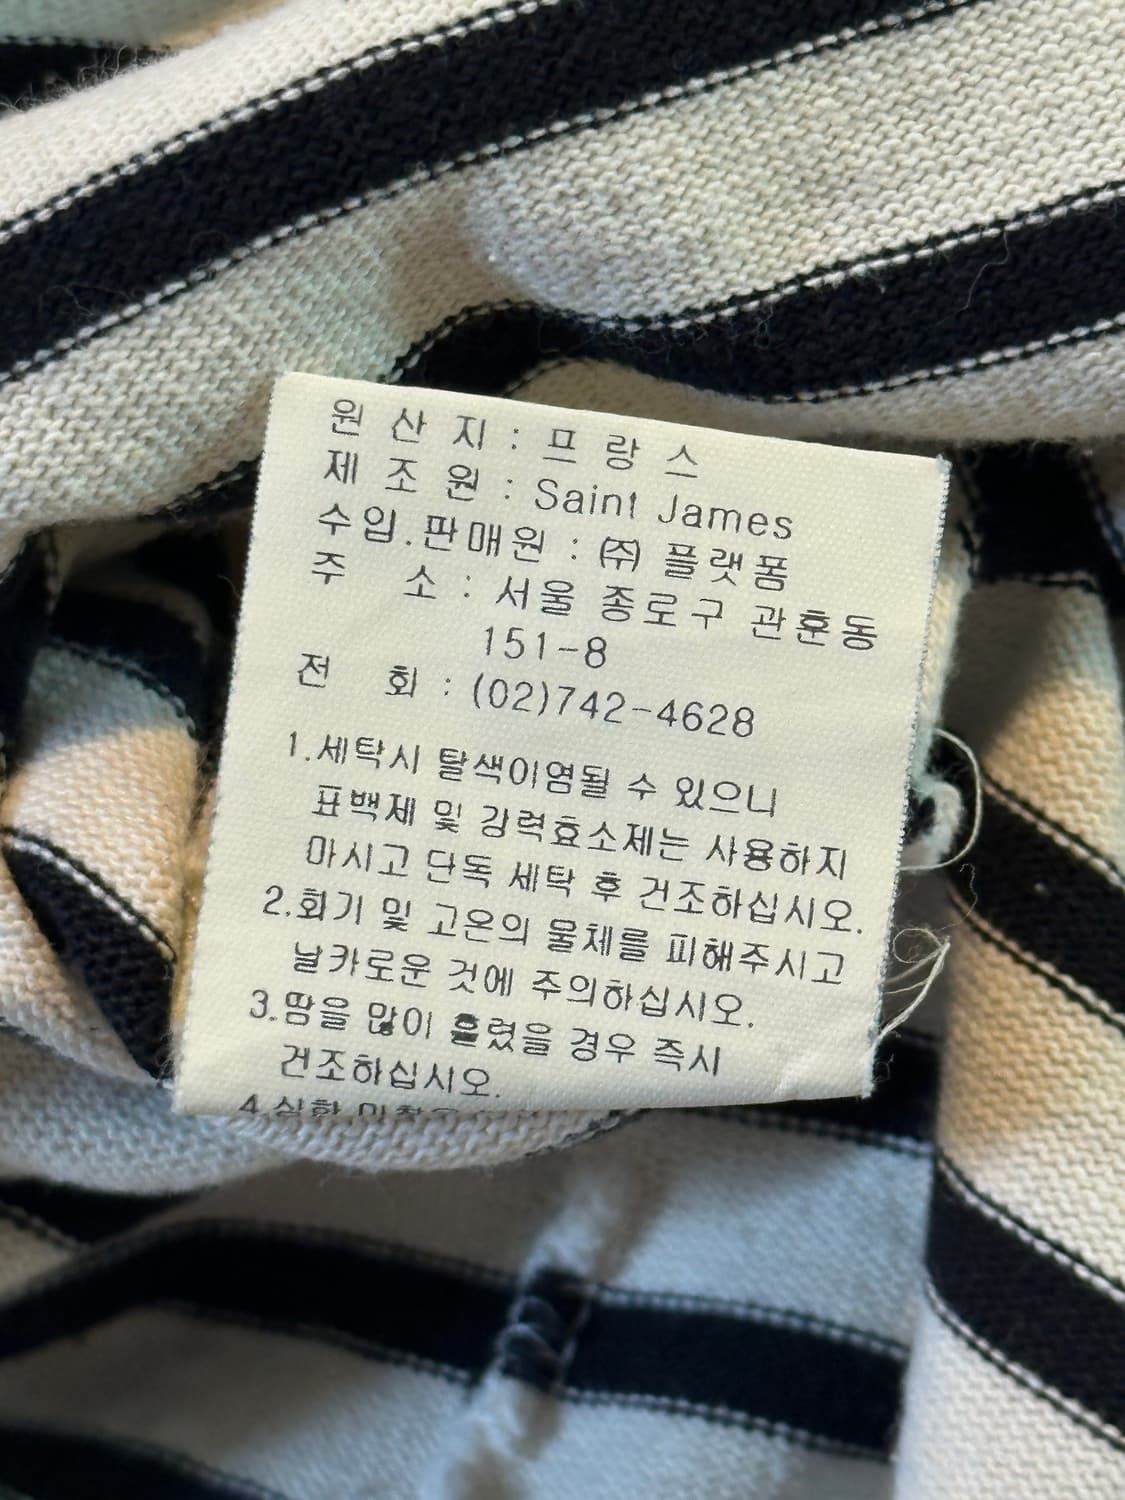 원 산 지 : 프 랑 스
제 조 원 : Saint James
수입.판매원 : ㈜ 플랫폼
주 소 : 서울 종로구 관훈동
151-8
전 화 : (02)742-4628
1.세탁시 탈색이염될 수 있으니
표백제 및 강력효소제는 사용하지
마시고 단독 세탁 후 건조하십시오.
2.화기 및 고온의 물체를 피해주시고
날카로운 것에 주의하십시오.
3.땀을 많이 흘렸을 경우 즉시
건조하십시오.
4.심한